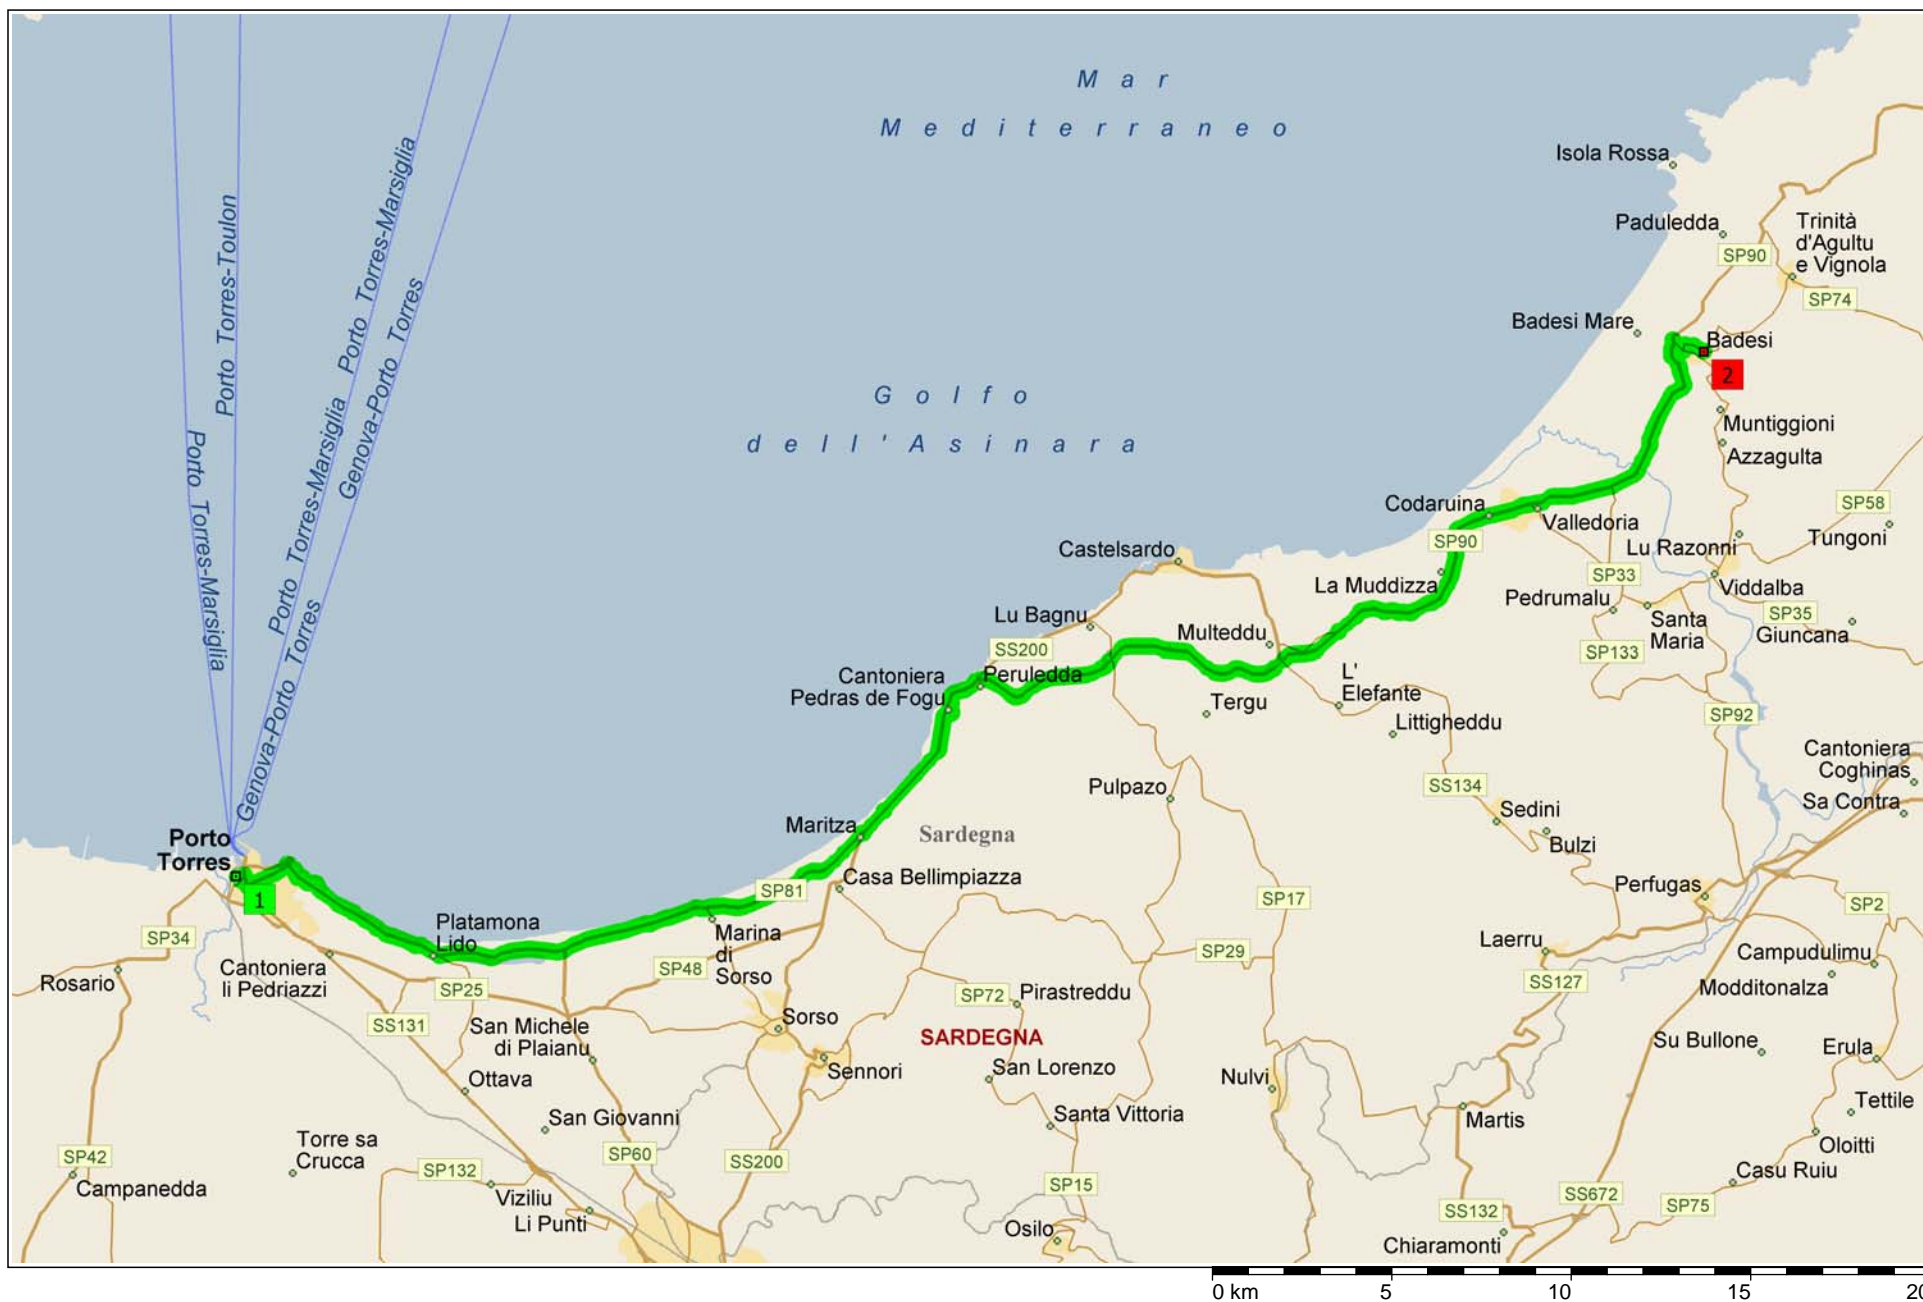 Mar
Mediterraneo
Isola Rossa
Paduledda
Trinità
d'Agultu
e Vignola
SP90
SP74
Badesi Mare
Badesi
2
Muntiggioni
Azzagulta
Golfo
dell'Asinara
Porto Torres-Marsiglia
Porto Torres-Toulon
Porto Torres-Marsiglia
Porto Torres-Marsiglia
Genova-Porto Torres
Genova-Porto Torres
Codaruina
Valledoria
SP58
Tungoni
Lu Razonni
SP90
Castelsardo
La Muddizza
SP33
Viddalba
Pedrumalu
Santa
Maria
SP35
Giuncana
Lu Bagnu
Multeddu
SS200
SP133
Cantoniera
Pedras de Fogu
Peruledda
L'
Elefante
Tergu
Littigheddu
SP92
Cantoniera
Coghinas
Sa Contra
Pulpazo
SS134
Sedini
Bulzi
Maritza
Sardegna
Porto
Torres
1
SP81
Casa Bellimpiazza
Perfugas
SP17
SP2
Platamona
Lido
Marina
di
Sorso
SP34
Laerru
Campudulimu
SP29
Rosario
Cantoniera
li Pedriazzi
SP25
SP48
SP72
Pirastreddu
SS127
Modditonalza
SS131
San Michele
di Plaianu
Sorso
SARDEGNA
Su Bullone
Erula
Sennori
San Lorenzo
Nulvi
Ottava
San Giovanni
Santa Vittoria
Martis
Tettile
Oloitti
Torre sa
Crucca
SP42
SP132
SP60
SS200
Casu Ruiu
Campanedda
Viziliu
SP15
SS672
Li Punti
Osilo
SS132
SP75
Chiaramonti
0 km 5 10 15 20